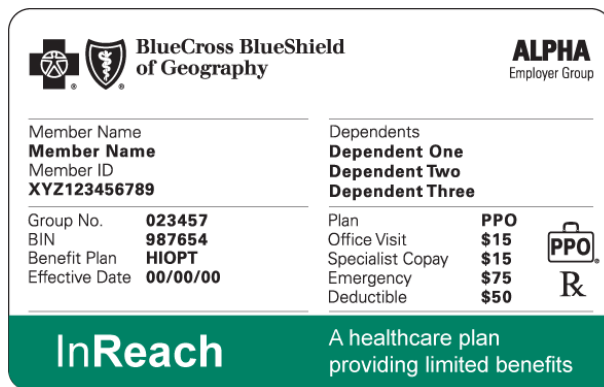 BlueCross BlueShield
of Geography
ALPHA
Employer Group
Member Name
Member Name
Member ID
XYZ123456789
Dependents
Dependent One
Dependent Two
Dependent Three
Group No. 023457
BIN 987654
Benefit Plan HIOPT
Effective Date 00/00/00
Plan PPO
Office Visit $15
Specialist Copay $15
Emergency $75
Deductible $50
PPO
Rx
InReach
A healthcare plan
providing limited benefits